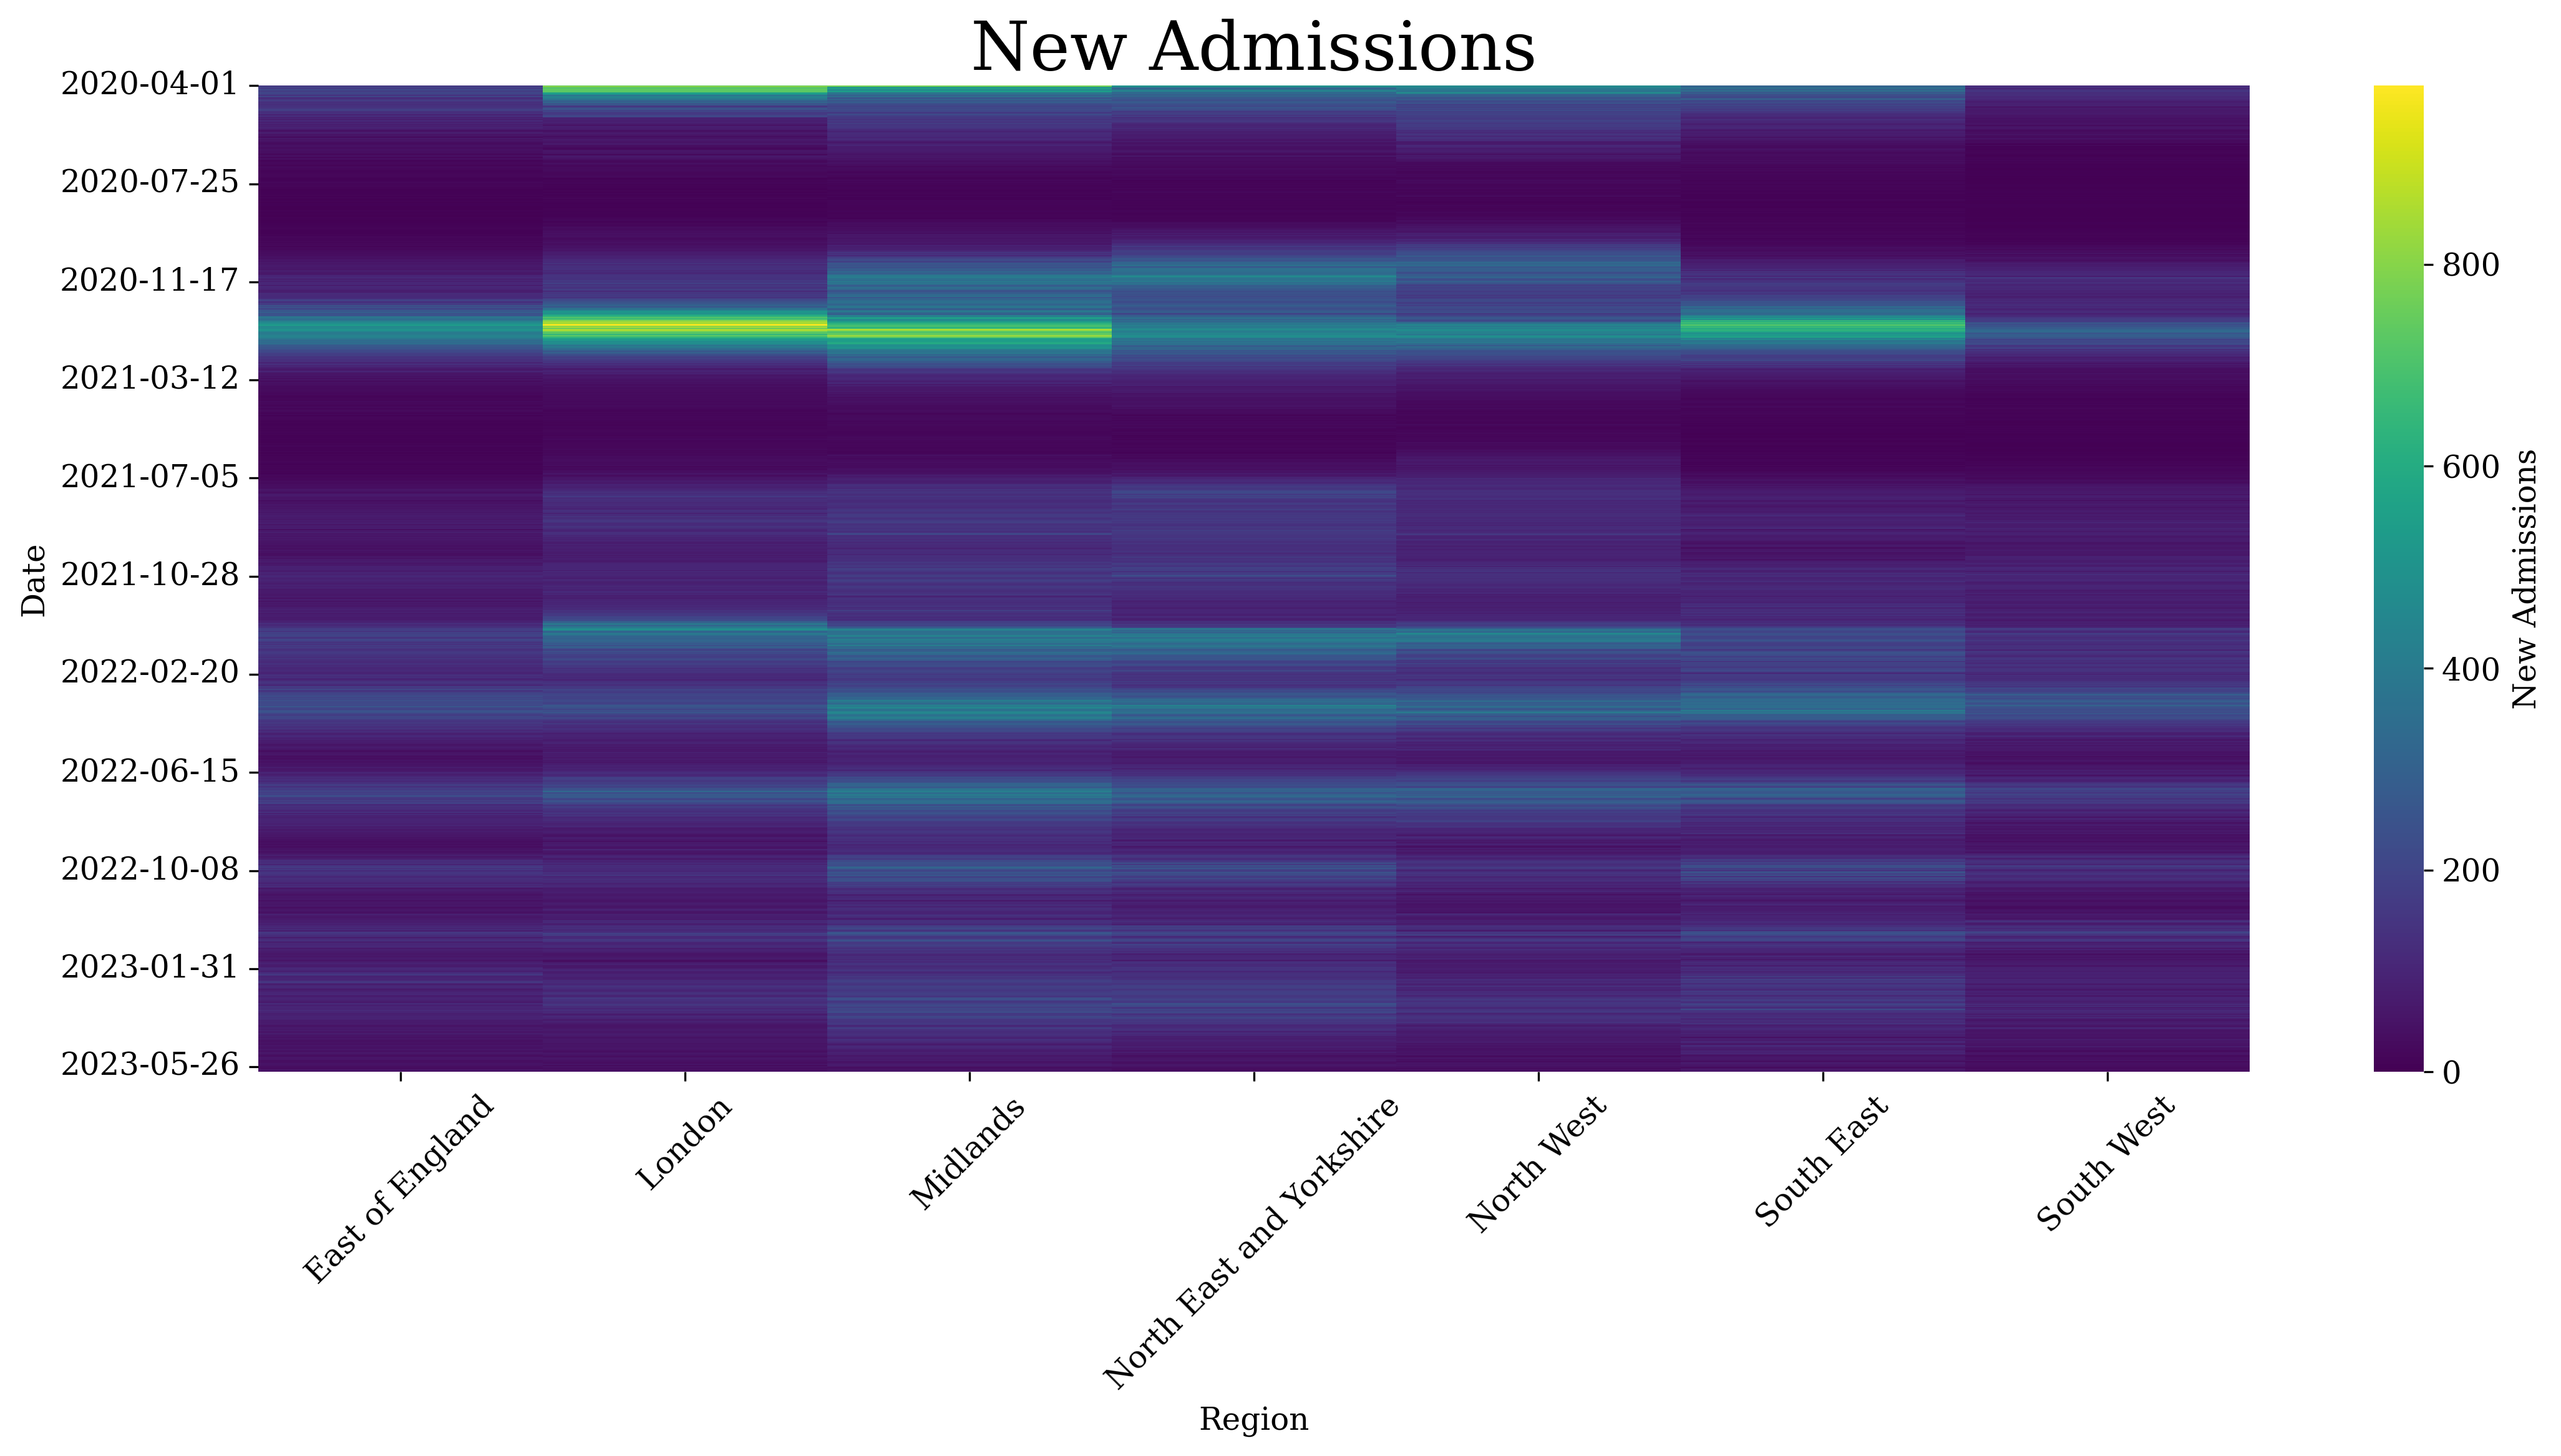 New Admissions
2020-04-01
2020-07-25
2020-11-17
2021-03-12
2021-07-05
2021-10-28
2022-02-20
2022-06-15
2022-10-08
2023-01-31
2023-05-26
Date
East of England
London
Midlands
North East and Yorkshire
North West
South East
South West
Region
800
600
400
200
0
New Admissions